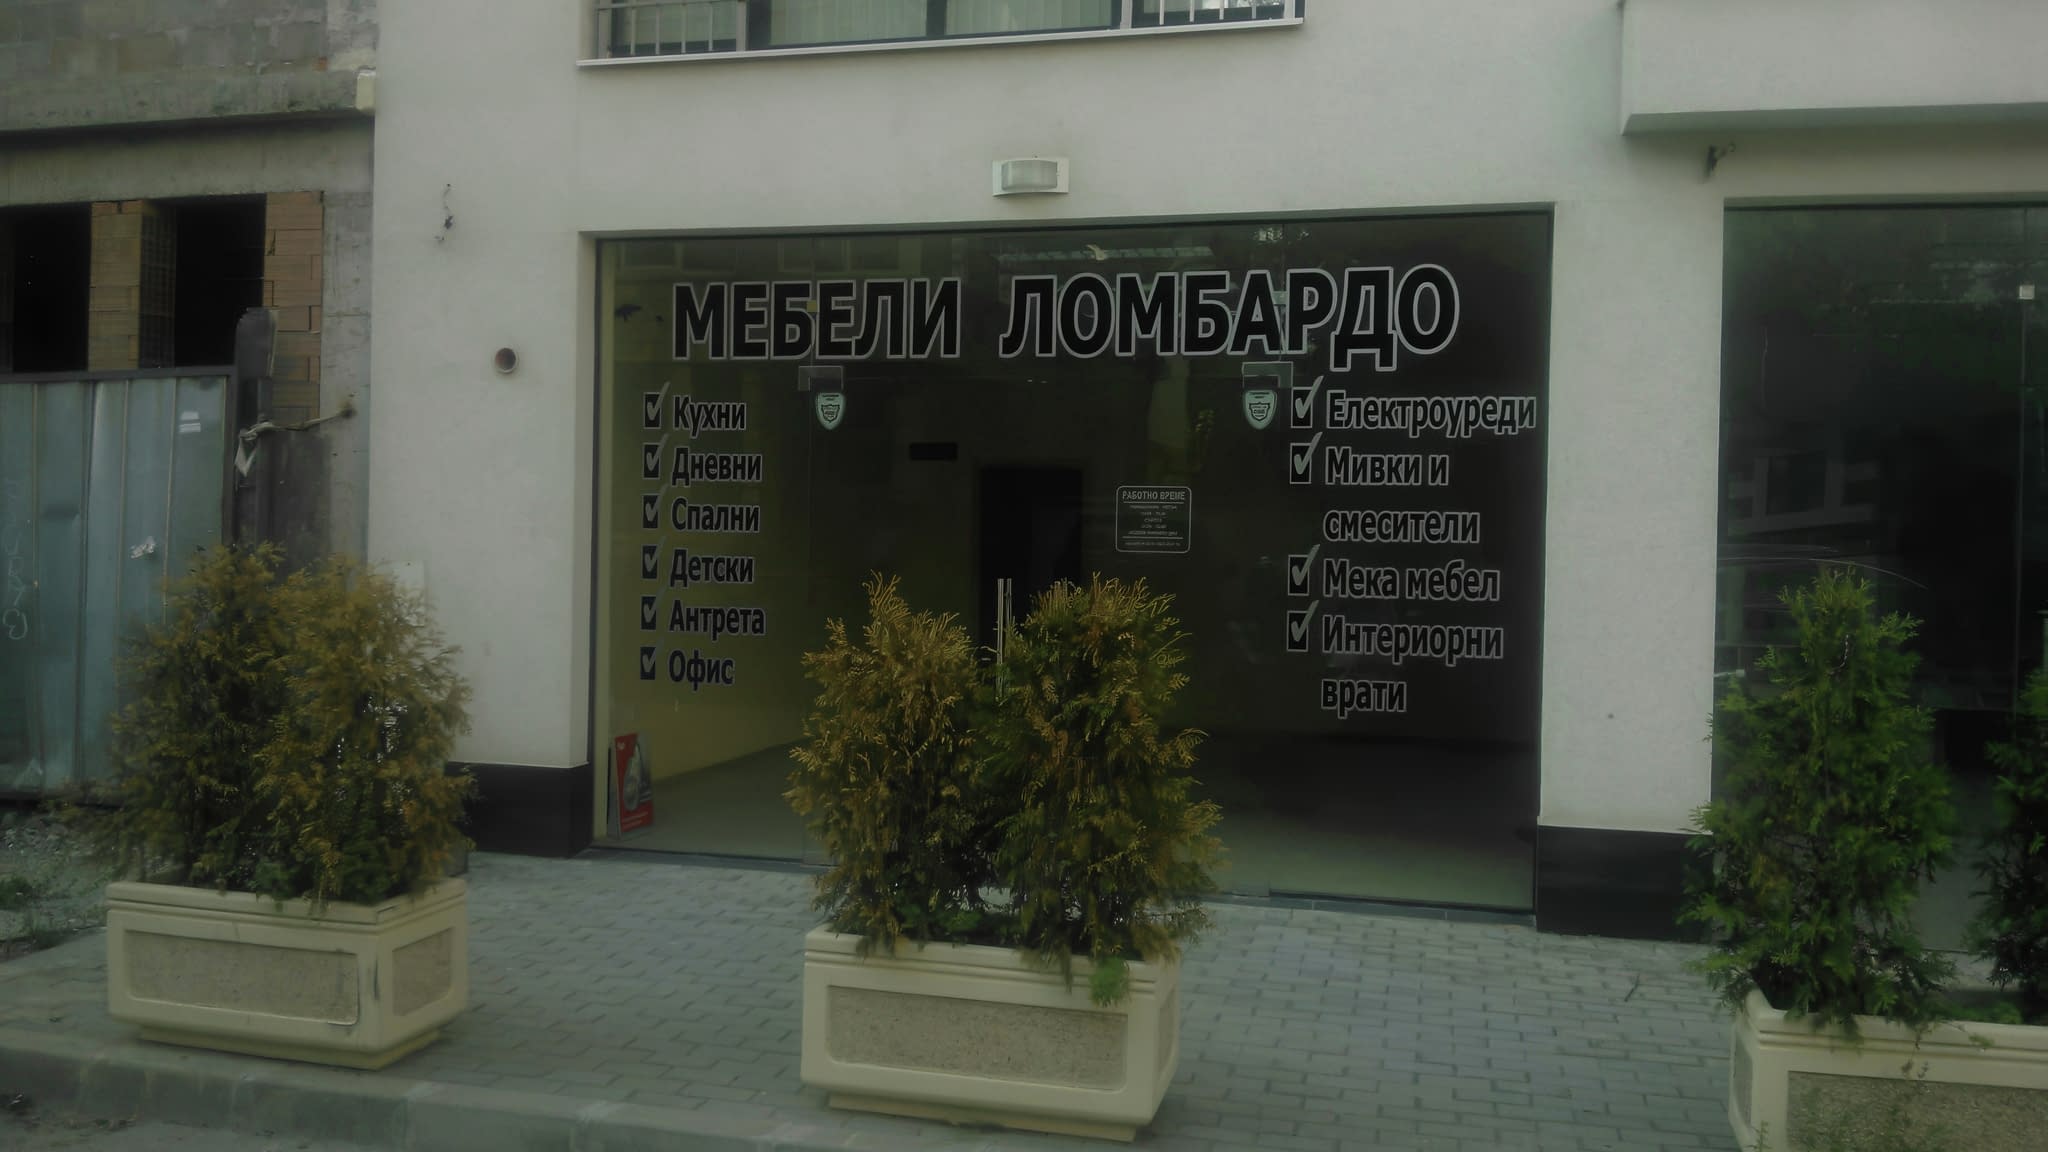 МЕБЕЛИ ЛОМБАРДО
Кухни
Дневни
Спални
Детски
Антрета
Офис
Електроуреди
Мивки и
смесители
Мека мебел
Интериорни
врати
РАБОТНО ВРЕМЕ